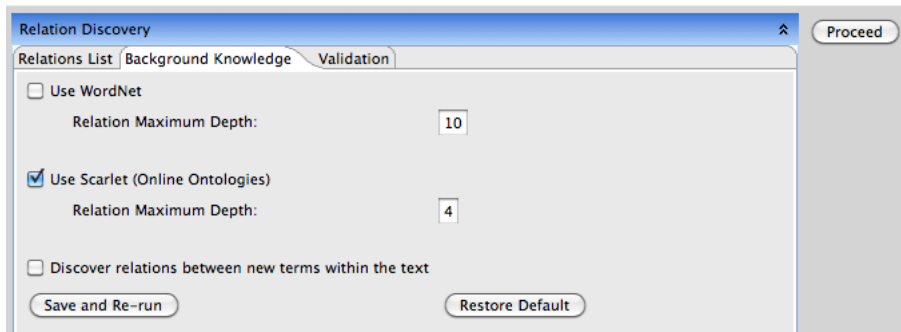 Relation Discovery
Proceed
Relations List Background Knowledge Validation
Use WordNet
Relation Maximum Depth: 10
Use Scarlet (Online Ontologies)
Relation Maximum Depth: 4
Discover relations between new terms within the text
Save and Re-run Restore Default